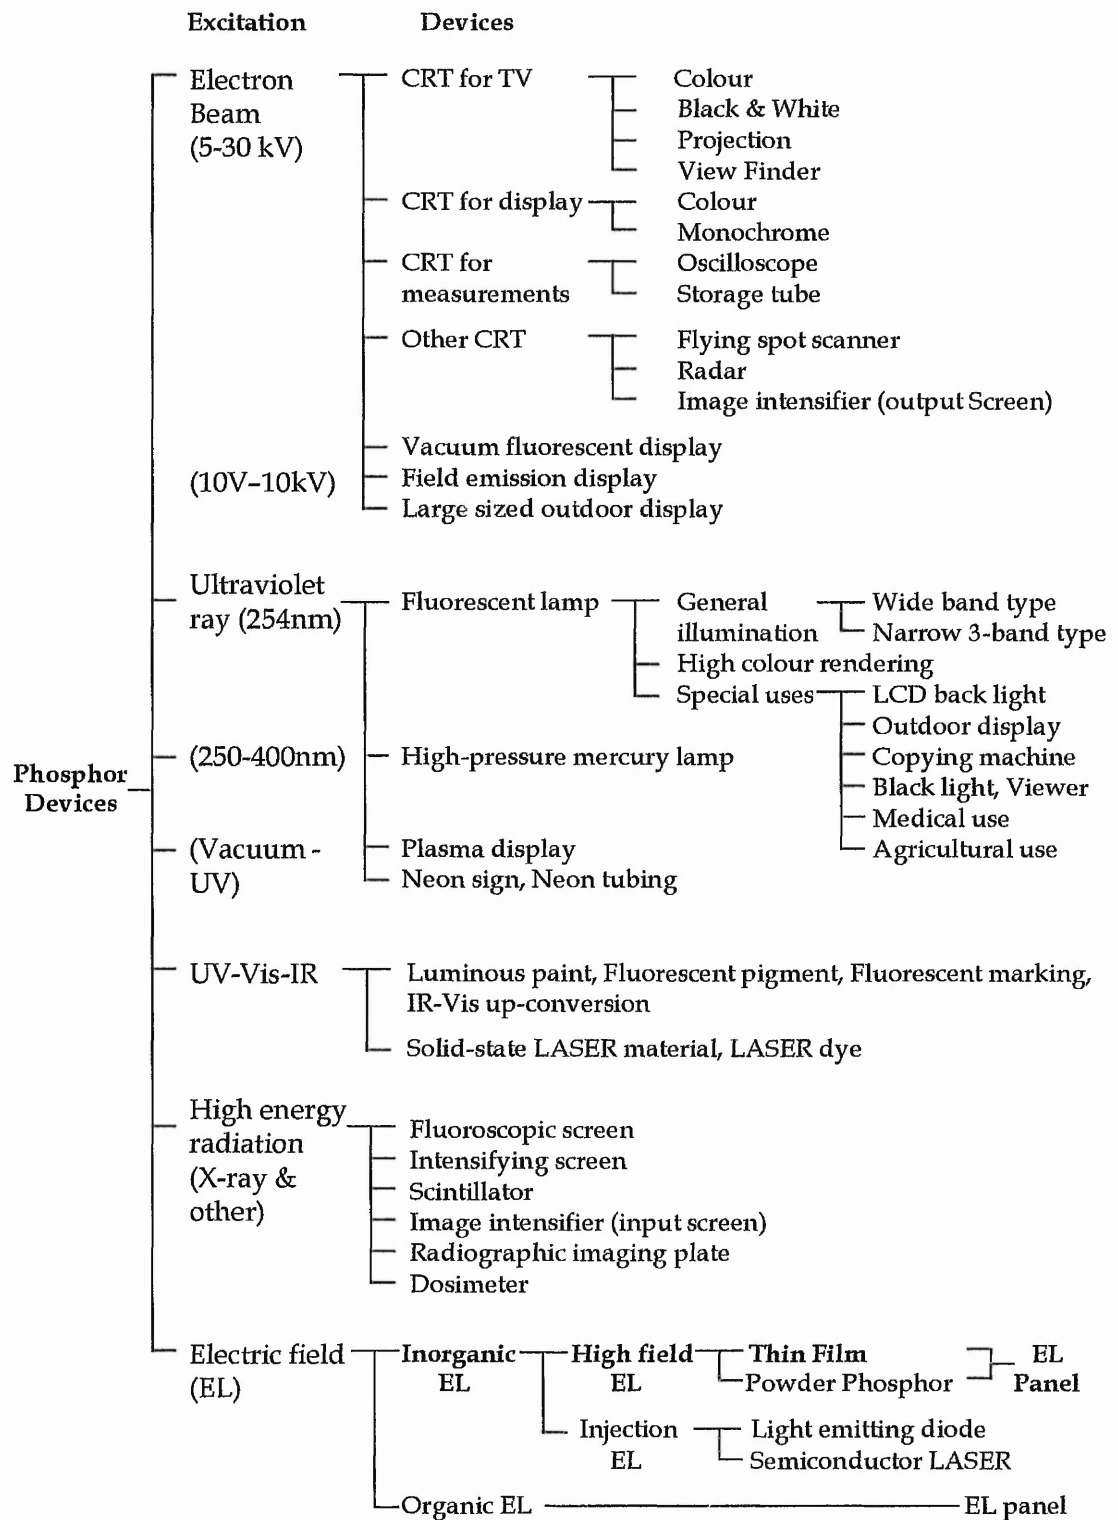 Excitation Devices
Electron Beam (5-30 kV)
CRT for TV
Colour
Black & White
Projection
View Finder
CRT for display
Colour
Monochrome
CRT for measurements
Oscilloscope
Storage tube
Other CRT
Flying spot scanner
Radar
Image intensifier (output Screen)
(10V–10kV)
Vacuum fluorescent display
Field emission display
Large sized outdoor display
Phosphor Devices
Ultraviolet ray (254nm)
Fluorescent lamp
General illumination
Wide band type
Narrow 3-band type
High colour rendering
Special uses
LCD back light
Outdoor display
Copying machine
Black light, Viewer
Medical use
Agricultural use
(250-400nm)
High-pressure mercury lamp
(Vacuum - UV)
Plasma display
Neon sign, Neon tubing
UV-Vis-IR
Luminous paint, Fluorescent pigment, Fluorescent marking,
IR-Vis up-conversion
Solid-state LASER material, LASER dye
High energy radiation (X-ray & other)
Fluoroscopic screen
Intensifying screen
Scintillator
Image intensifier (input screen)
Radiographic imaging plate
Dosimeter
Electric field (EL)
Inorganic EL
High field EL
Thin Film
Powder Phosphor
EL Panel
Injection EL
Light emitting diode
Semiconductor LASER
Organic EL
EL panel